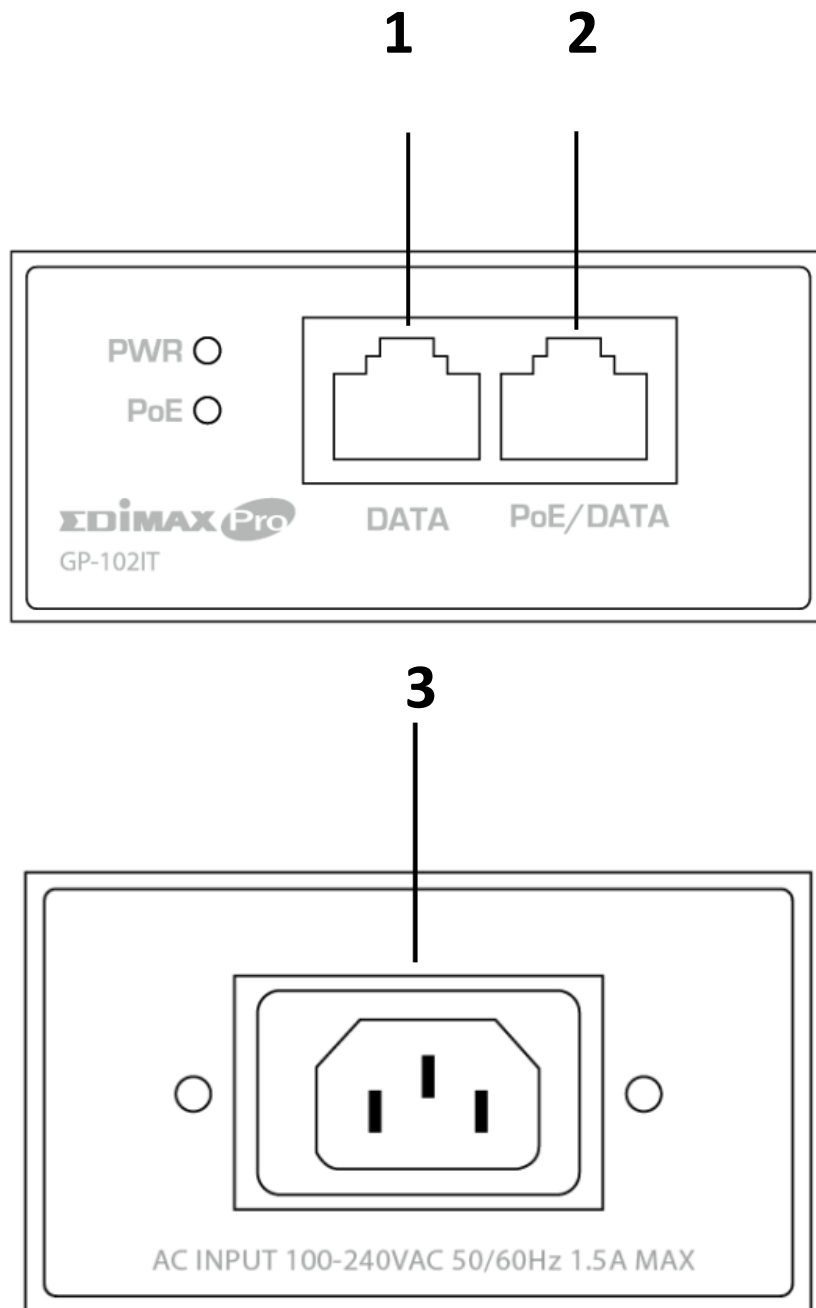 1 2
PWR
PoE
EDIMAX Pro
GP-102IT
DATA PoE/DATA
3
AC INPUT 100-240VAC 50/60Hz 1.5A MAX